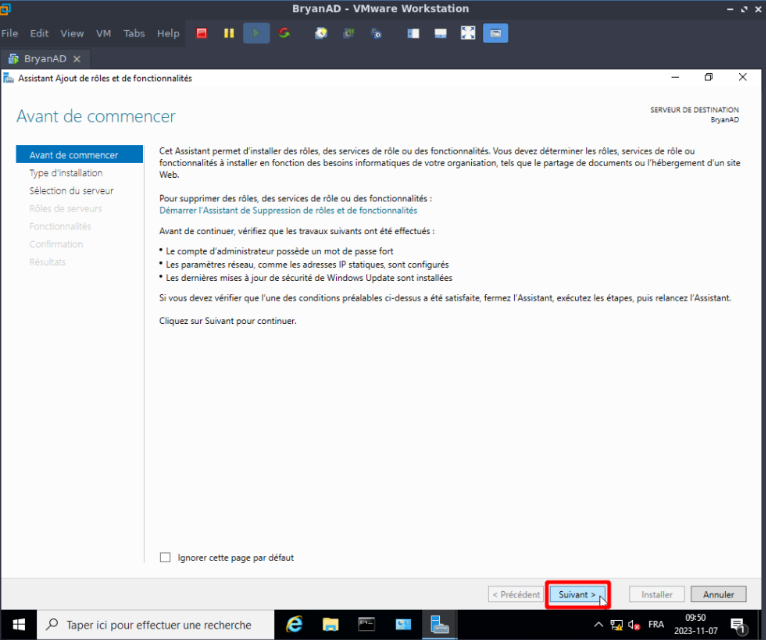 BryanAD - VMware Workstation
File Edit View VM Tabs Help
BryanAD
Assistant Ajout de rôles et de fonctionnalités
Avant de commencer
SERVEUR DE DESTINATION
BryanAD
Avant de commencer
Type d'installation
Sélection du serveur
Rôles de serveurs
Fonctionnalités
Confirmation
Résultats
Cet Assistant permet d'installer des rôles, des services de rôle ou des fonctionnalités. Vous devez déterminer les rôles, services de rôle ou
fonctionnalités à installer en fonction des besoins informatiques de votre organisation, tels que le partage de documents ou l'hébergement d'un site
Web.
Pour supprimer des rôles, des services de rôle ou des fonctionnalités :
Démarrer l'Assistant de Suppression de rôles et de fonctionnalités
Avant de continuer, vérifiez que les travaux suivants ont été effectués :
• Le compte d'administrateur possède un mot de passe fort
• Les paramètres réseau, comme les adresses IP statiques, sont configurés
• Les dernières mises à jour de sécurité de Windows Update sont installées
Si vous devez vérifier que l'une des conditions préalables ci-dessus a été satisfaite, fermez l'Assistant, exécutez les étapes, puis relancez l'Assistant.
Cliquez sur Suivant pour continuer.
Ignorer cette page par défaut
< Précédent Suivant > Installer Annuler
Taper ici pour effectuer une recherche
FRA
09:50
2023-11-07
1